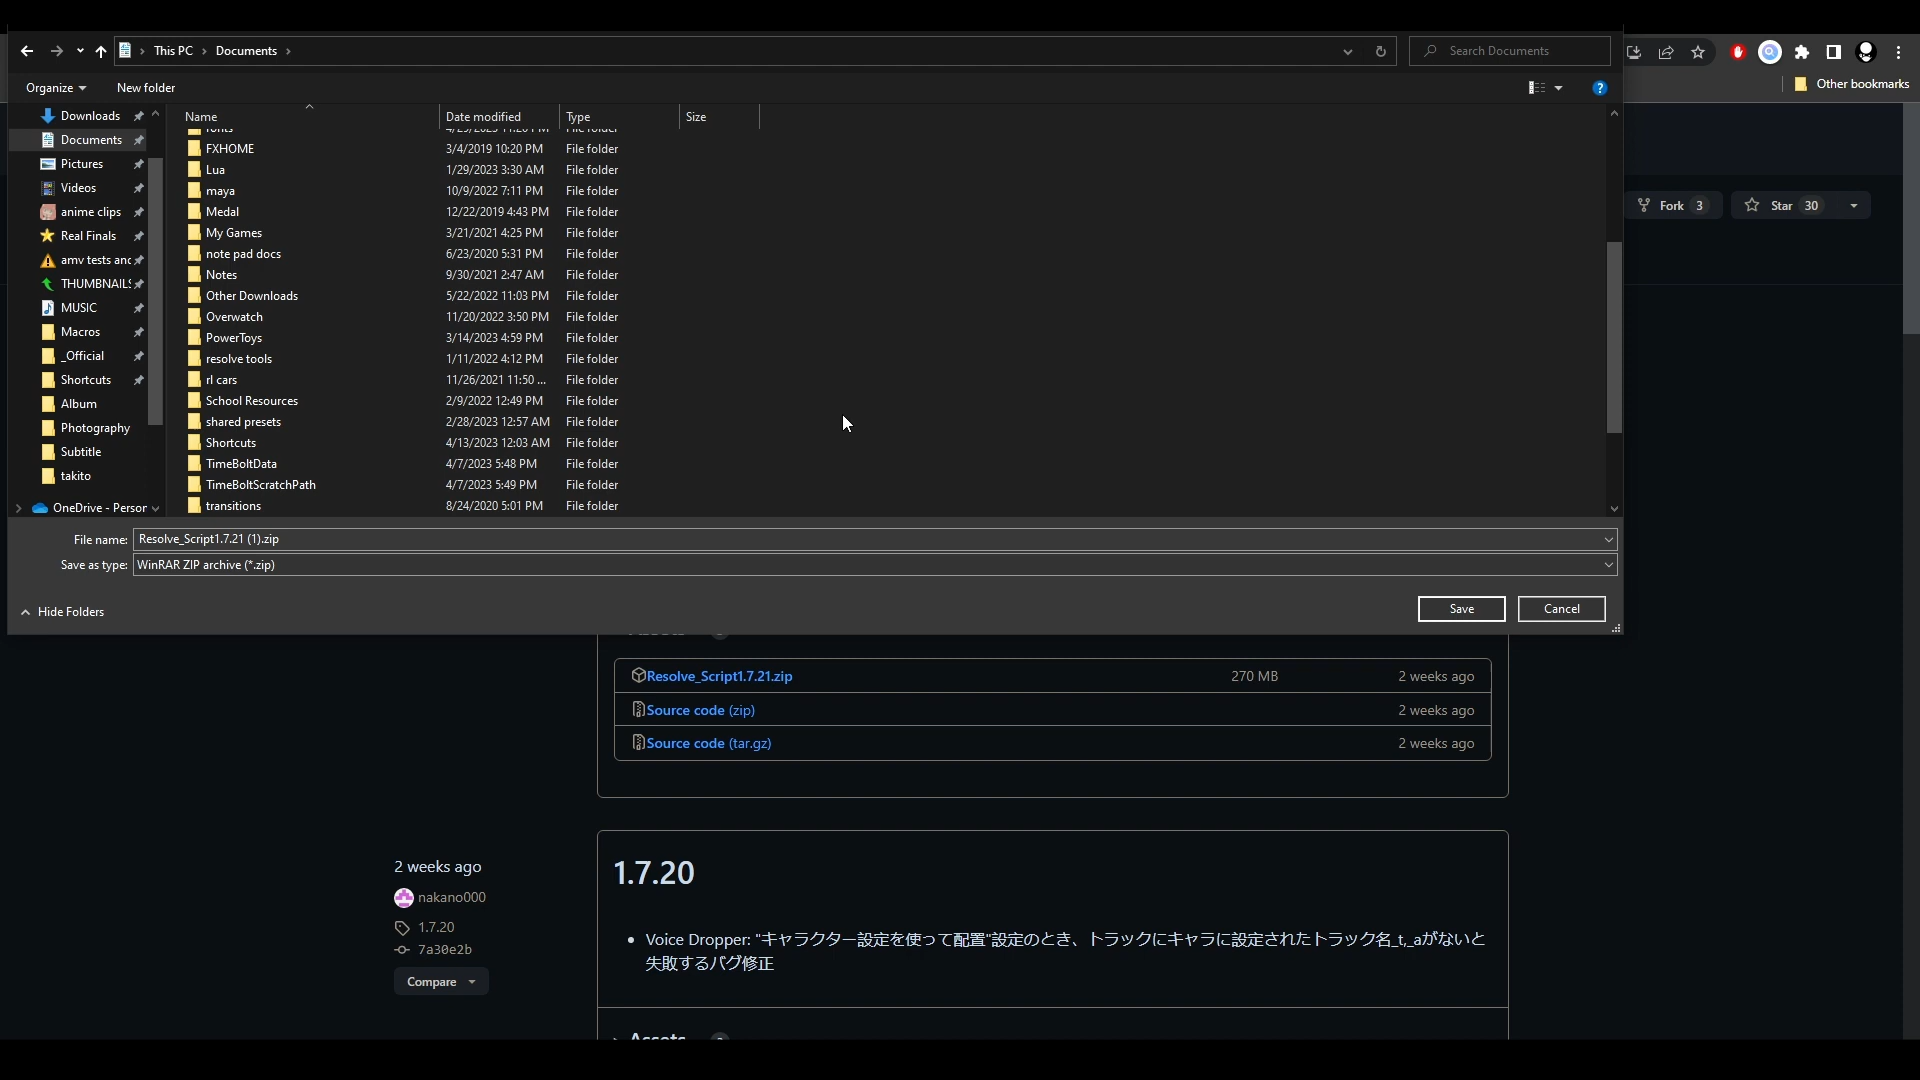 This PC > Documents >
Search Documents
Other bookmarks
Organize
New folder
?
Downloads
Documents
Pictures
Videos
anime clips
Real Finals
amv tests anc
THUMBNAILS
MUSIC
Macros
_Official
Shortcuts
Album
Photography
Subtitle
takito
OneDrive - Person
Name Date modified Type Size
fonts 4/29/2023 11:20 PM File folder
FXHOME 3/4/2019 10:20 PM File folder
Lua 1/29/2023 3:30 AM File folder
maya 10/9/2022 7:11 PM File folder
Medal 12/22/2019 4:43 PM File folder
My Games 3/21/2021 4:25 PM File folder
note pad docs 6/23/2020 5:31 PM File folder
Notes 9/30/2021 2:47 AM File folder
Other Downloads 5/22/2022 11:03 PM File folder
Overwatch 11/20/2022 3:50 PM File folder
PowerToys 3/14/2023 4:59 PM File folder
resolve tools 1/11/2022 4:12 PM File folder
rl cars 11/26/2021 11:50 ... File folder
School Resources 2/9/2022 12:49 PM File folder
shared presets 2/28/2023 12:57 AM File folder
Shortcuts 4/13/2023 12:03 AM File folder
TimeBoltData 4/7/2023 5:48 PM File folder
TimeBoltScratchPath 4/7/2023 5:49 PM File folder
transitions 8/24/2020 5:01 PM File folder
Fork 3
Star 30
File name: Resolve_Script1.7.21 (1).zip
Save as type: WinRAR ZIP archive (*.zip)
Hide Folders
Save
Cancel
Resolve_Script1.7.21.zip 270 MB 2 weeks ago
Source code (zip) 2 weeks ago
Source code (tar.gz) 2 weeks ago
2 weeks ago
nakano000
1.7.20
7a30e2b
Compare
1.7.20
• Voice Dropper: "キャラクター設定を使って配置"設定のとき、トラックにキャラに設定されたトラック名_t,_aがないと
失敗するバグ修正
Assets